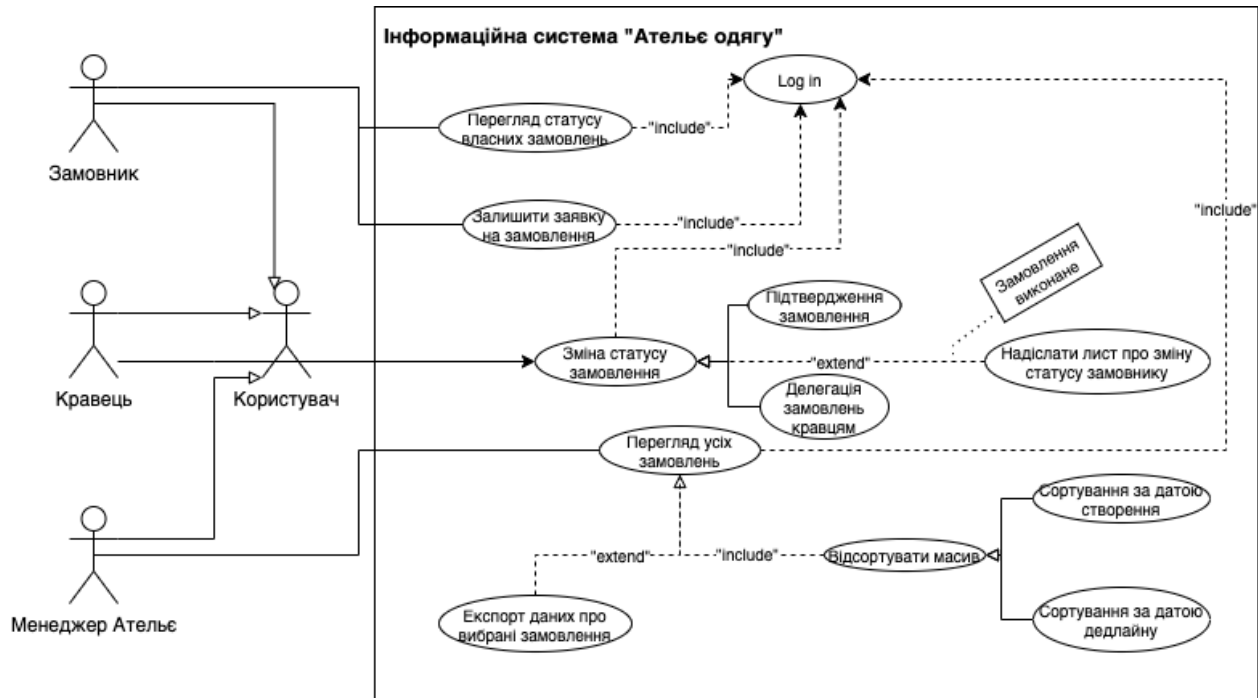 Інформаційна система "Ательє одягу"
Log in
Перегляд статусу
власних замовлень
"include"
Замовник
Залишити заявку
на замовлення
"include"
"include"
"include"
Замовлення
виконане
Підтвердження
замовлення
Зміна статусу
замовлення
"extend"
Надіслати лист про зміну
статусу замовнику
Кравець
Користувач
Делегація
замовлень
кравцям
Перегляд усіх
замовлень
Сортування за датою
створення
"extend"
"include"
Відсортувати масив
Менеджер Ательє
Експорт даних про
вибрані замовлення
Сортування за датою
дедлайну